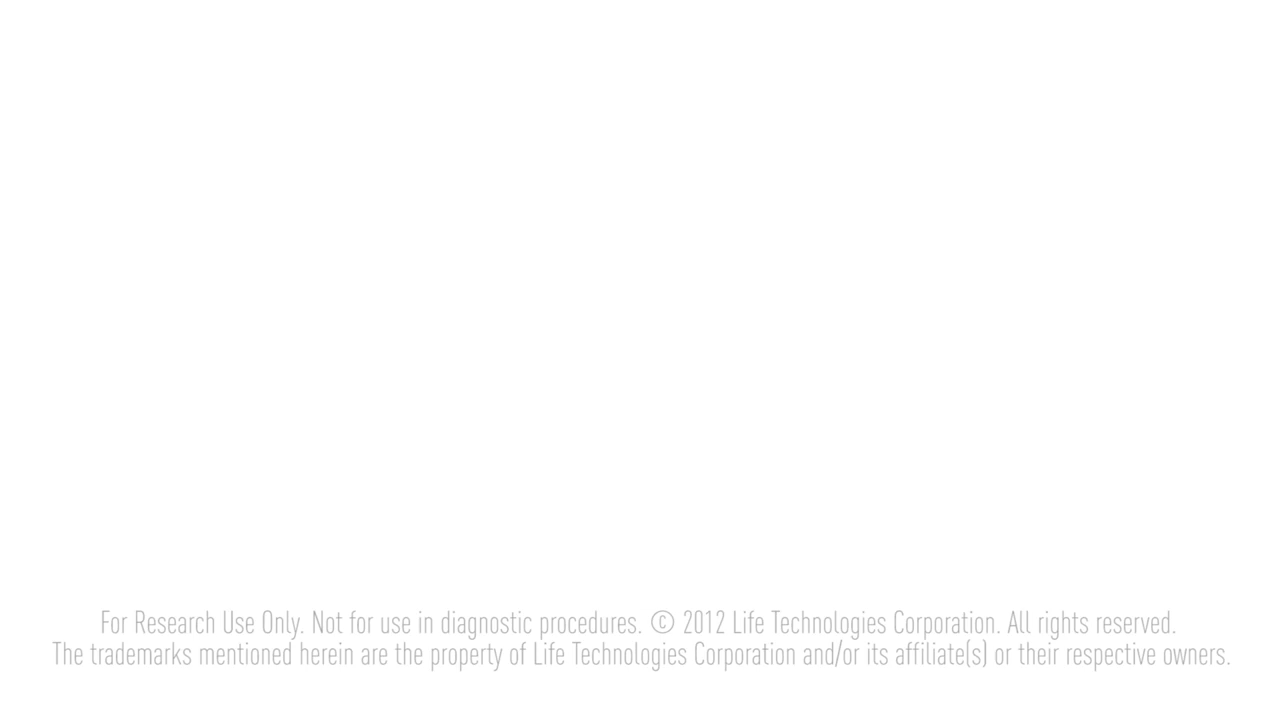 For Research Use Only. Not for use in diagnostic procedures. © 2012 Life Technologies Corporation. All rights reserved.
The trademarks mentioned herein are the property of Life Technologies Corporation and/or its affiliate(s) or their respective owners.